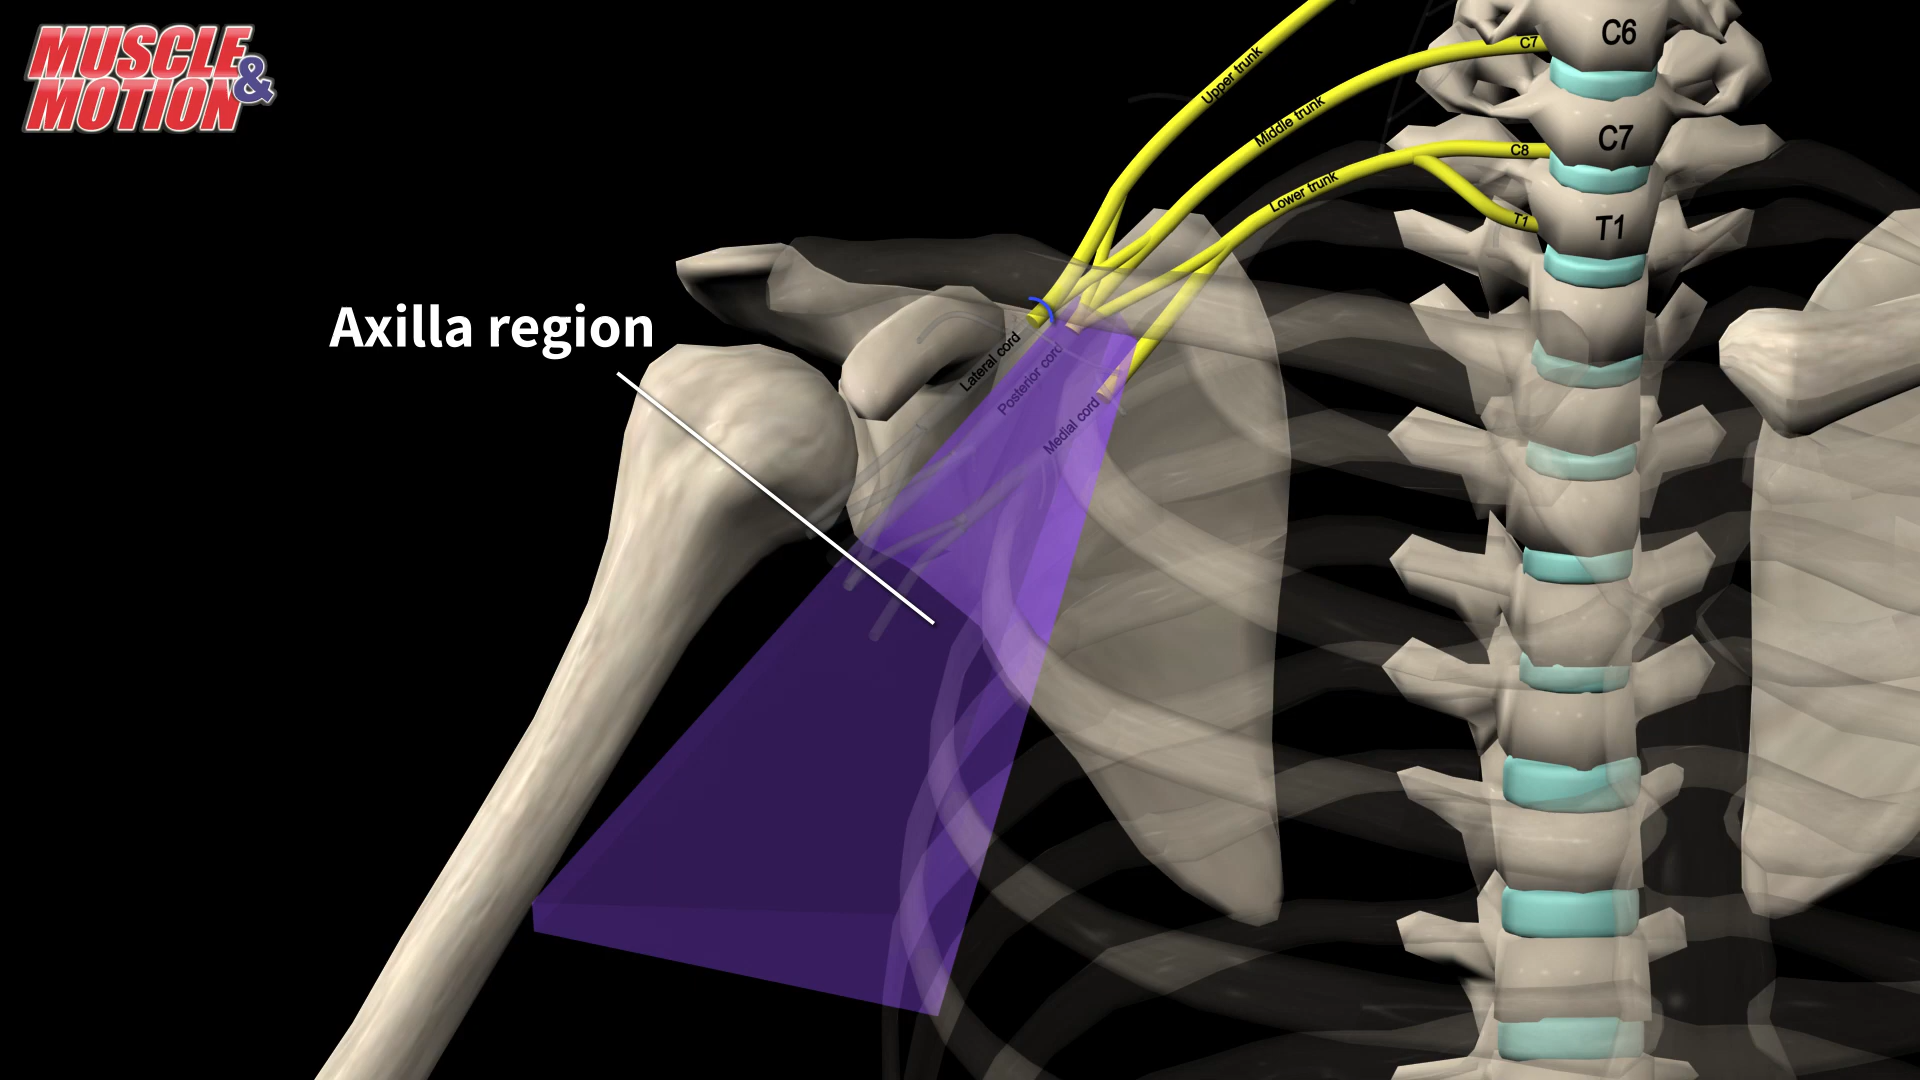 MUSCLE &
MOTION
C6
C7
Upper trunk
Middle trunk
C7
C8
Lower trunk
T1
T1
Axilla region
Lateral cord
Posterior cord
Medial cord